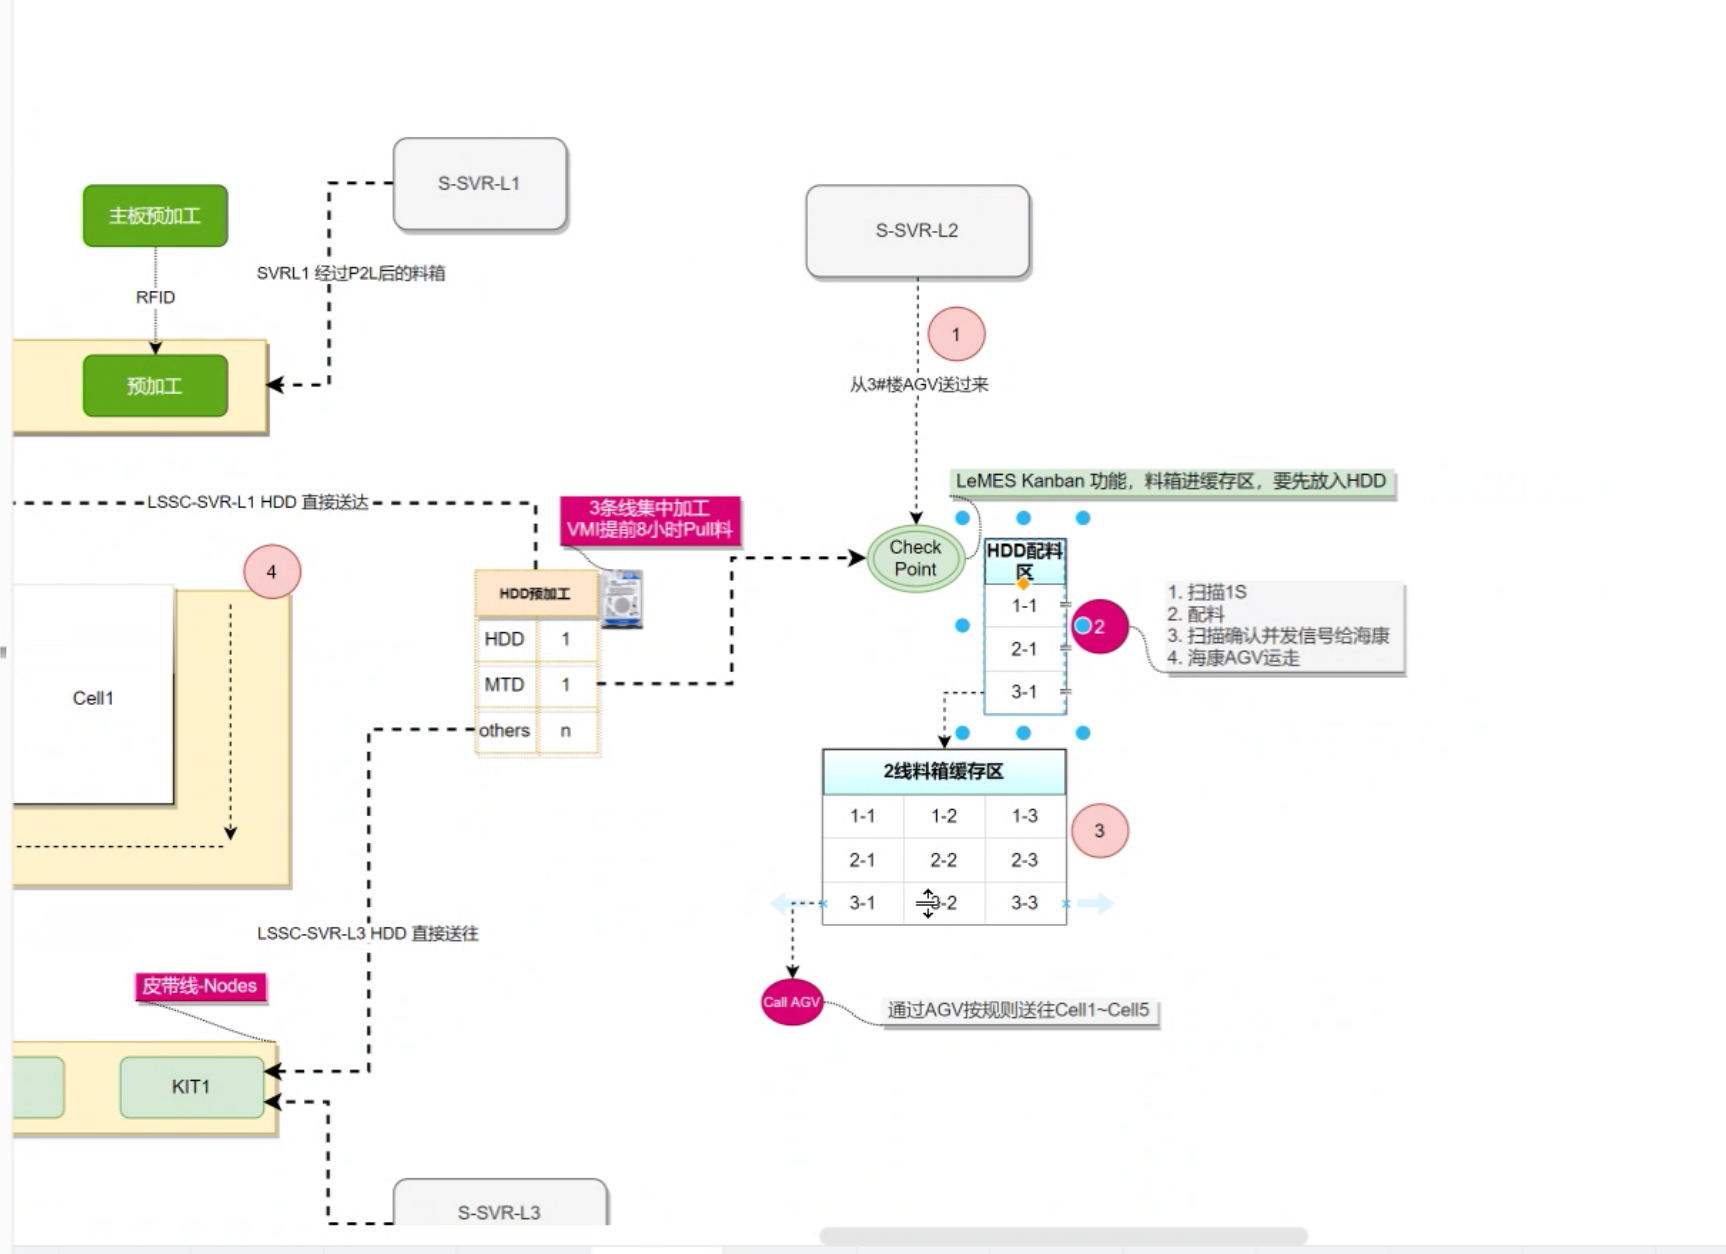 S-SVR-L1
主板预加工
S-SVR-L2
SVRL1 经过P2L后的料箱
RFID
1
从3#楼AGV送过来
预加工
LeMES Kanban 功能，料箱进缓存区，要先放入HDD
LSSC-SVR-L1 HDD 直接送达
3条线集中加工
VMI提前8小时Pull料
Check
Point
HDD配料
区
4
HDD预加工
1-1
2
1. 扫描1S
2. 配料
3. 扫描确认并发信号给海康
4. 海康AGV运走
HDD 1
2-1
MTD 1
3-1
Cell1
others n
2线料箱缓存区
1-1 1-2 1-3
3
2-1 2-2 2-3
3-1 3-2 3-3
LSSC-SVR-L3 HDD 直接送往
皮带线-Nodes
Call AGV
通过AGV按规则送往Cell1~Cell5
KIT1
S-SVR-L3